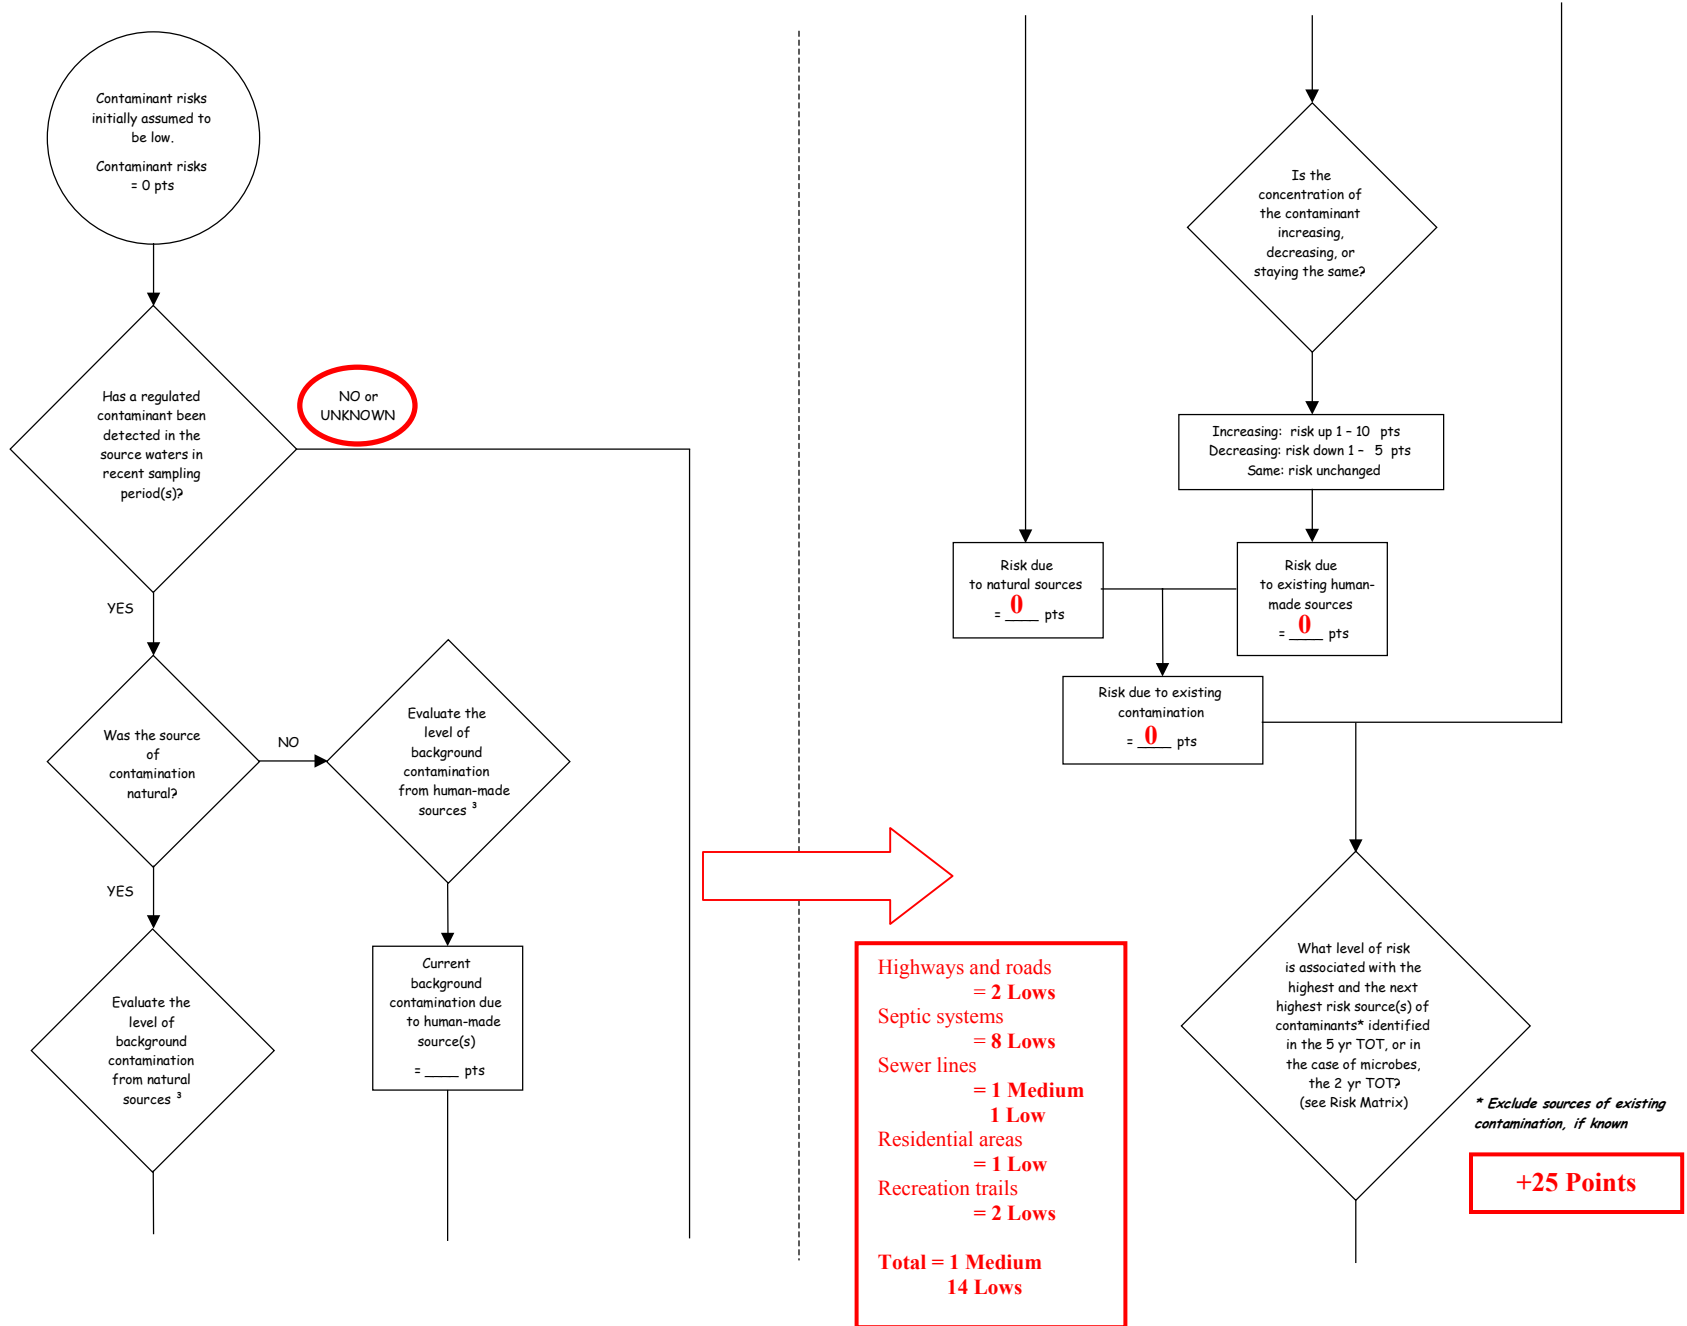 Contaminant risks
initially assumed to
be low.
Contaminant risks
= 0 pts
Has a regulated
contaminant been
detected in the
source waters in
recent sampling
period(s)?
NO or
UNKNOWN
YES
Was the source
of
contamination
natural?
NO
Evaluate the
level of
background
contamination
from human-made
sources ³
YES
Evaluate the
level of
background
contamination
from natural
sources ³
Current
background
contamination due
to human-made
source(s)
= ____ pts
Is the
concentration of
the contaminant
increasing,
decreasing, or
staying the same?
Increasing: risk up 1 – 10 pts
Decreasing: risk down 1 – 5 pts
Same: risk unchanged
Risk due
to natural sources
= 0 pts
Risk due
to existing human-
made sources
= 0 pts
Risk due to existing
contamination
= 0 pts
What level of risk
is associated with the
highest and the next
highest risk source(s) of
contaminants* identified
in the 5 yr TOT, or in
the case of microbes,
the 2 yr TOT?
(see Risk Matrix)
* Exclude sources of existing
contamination, if known
+25 Points
Highways and roads
= 2 Lows
Septic systems
= 8 Lows
Sewer lines
= 1 Medium
1 Low
Residential areas
= 1 Low
Recreation trails
= 2 Lows
Total = 1 Medium
14 Lows